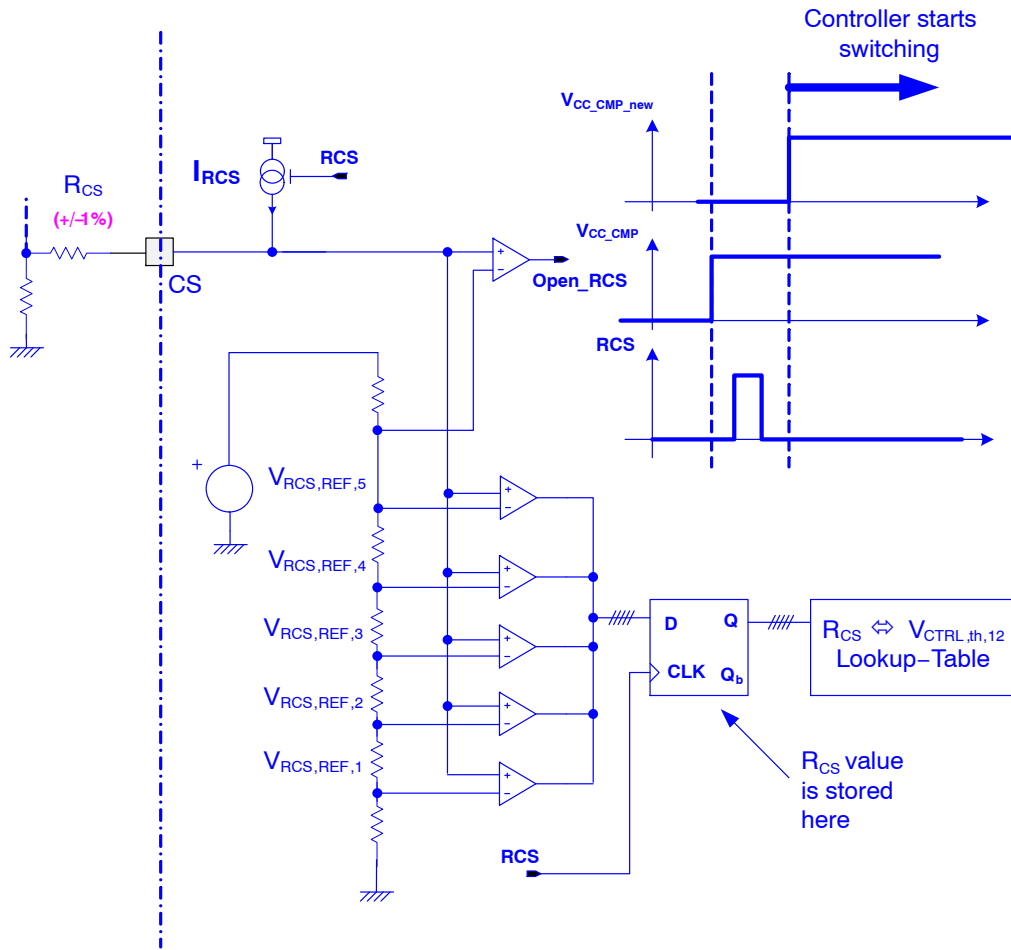 Controller starts
switching
VCC_CMP_new
RCS
IRCS
RCS
(+/-1%)
VCC_CMP
+
-
CS
Open_RCS
RCS
+
VRCS,REF,5
+
-
VRCS,REF,4
+
-
VRCS,REF,3
+
-
D
Q
RCS ⇔ VCTRL,th,12
Lookup-Table
CLK
Qb
VRCS,REF,2
+
-
VRCS,REF,1
+
-
RCS value
is stored
here
RCS